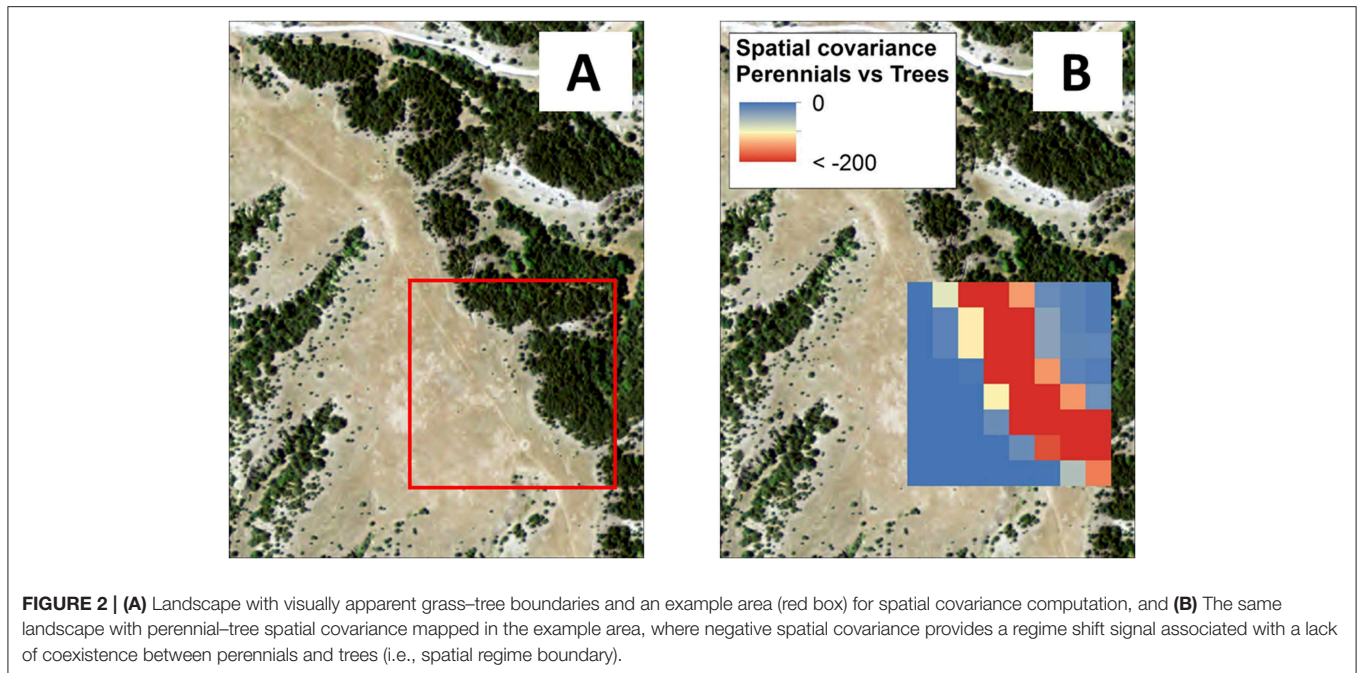 A
Spatial covariance
Perennials vs Trees
0
< -200
B
FIGURE 2 | (A) Landscape with visually apparent grass–tree boundaries and an example area (red box) for spatial covariance computation, and (B) The same
landscape with perennial–tree spatial covariance mapped in the example area, where negative spatial covariance provides a regime shift signal associated with a lack
of coexistence between perennials and trees (i.e., spatial regime boundary).